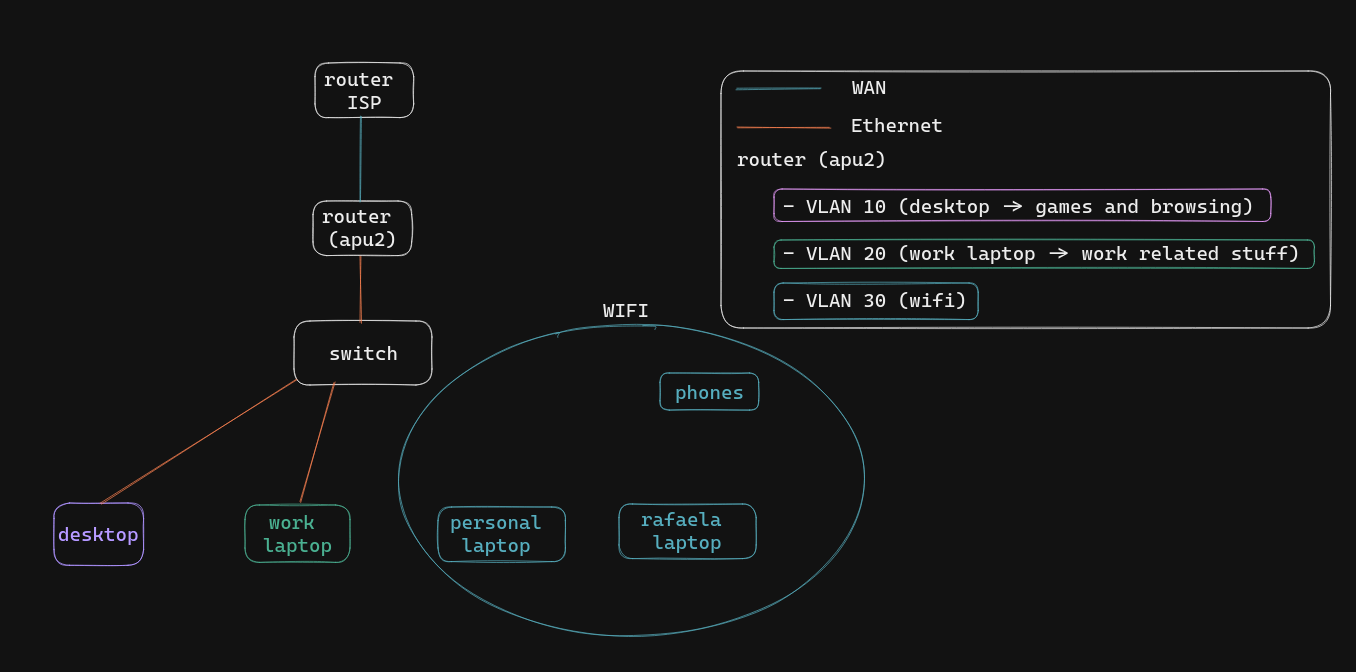 router
ISP
router
(apu2)
switch
desktop
work
laptop
WIFI
phones
personal
laptop
rafaela
laptop
WAN
Ethernet
router (apu2)
- VLAN 10 (desktop -> games and browsing)
- VLAN 20 (work laptop -> work related stuff)
- VLAN 30 (wifi)